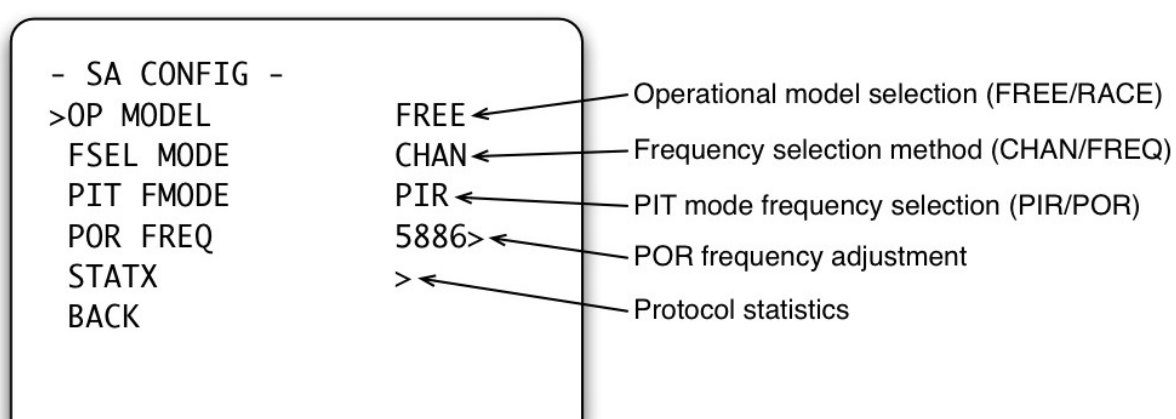 - SA CONFIG -
>OP MODEL FREE
FSEL MODE CHAN
PIT FMODE PIR
POR FREQ 5886>
STATX >
BACK
Operational model selection (FREE/RACE)
Frequency selection method (CHAN/FREQ)
PIT mode frequency selection (PIR/POR)
POR frequency adjustment
Protocol statistics